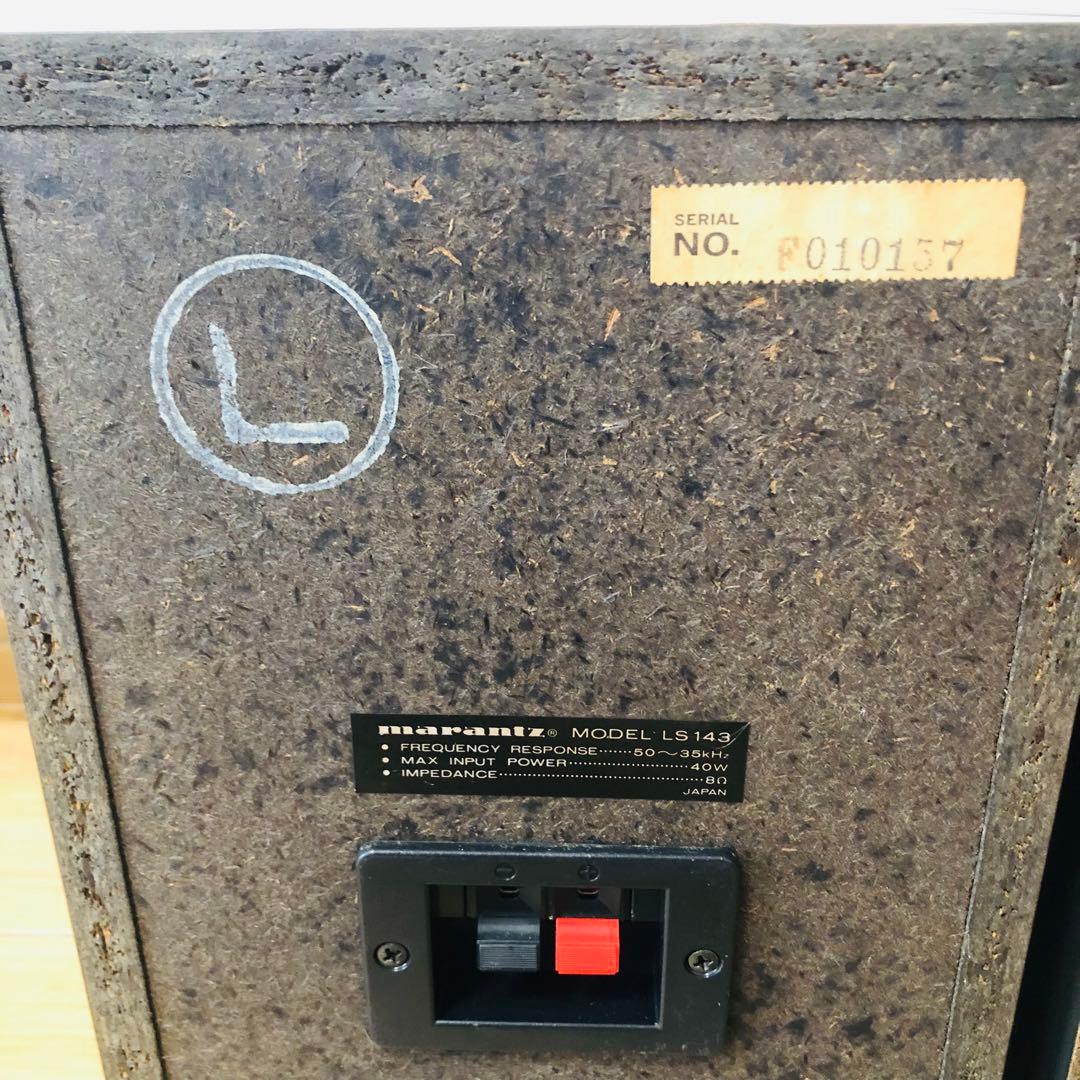 SERIAL
NO. F010157
L
marantz® MODEL LS143
• FREQUENCY RESPONSE·······50～35kHz
• MAX INPUT POWER························40W
• IMPEDANCE·········································8Ω
JAPAN
⊖ ⊕